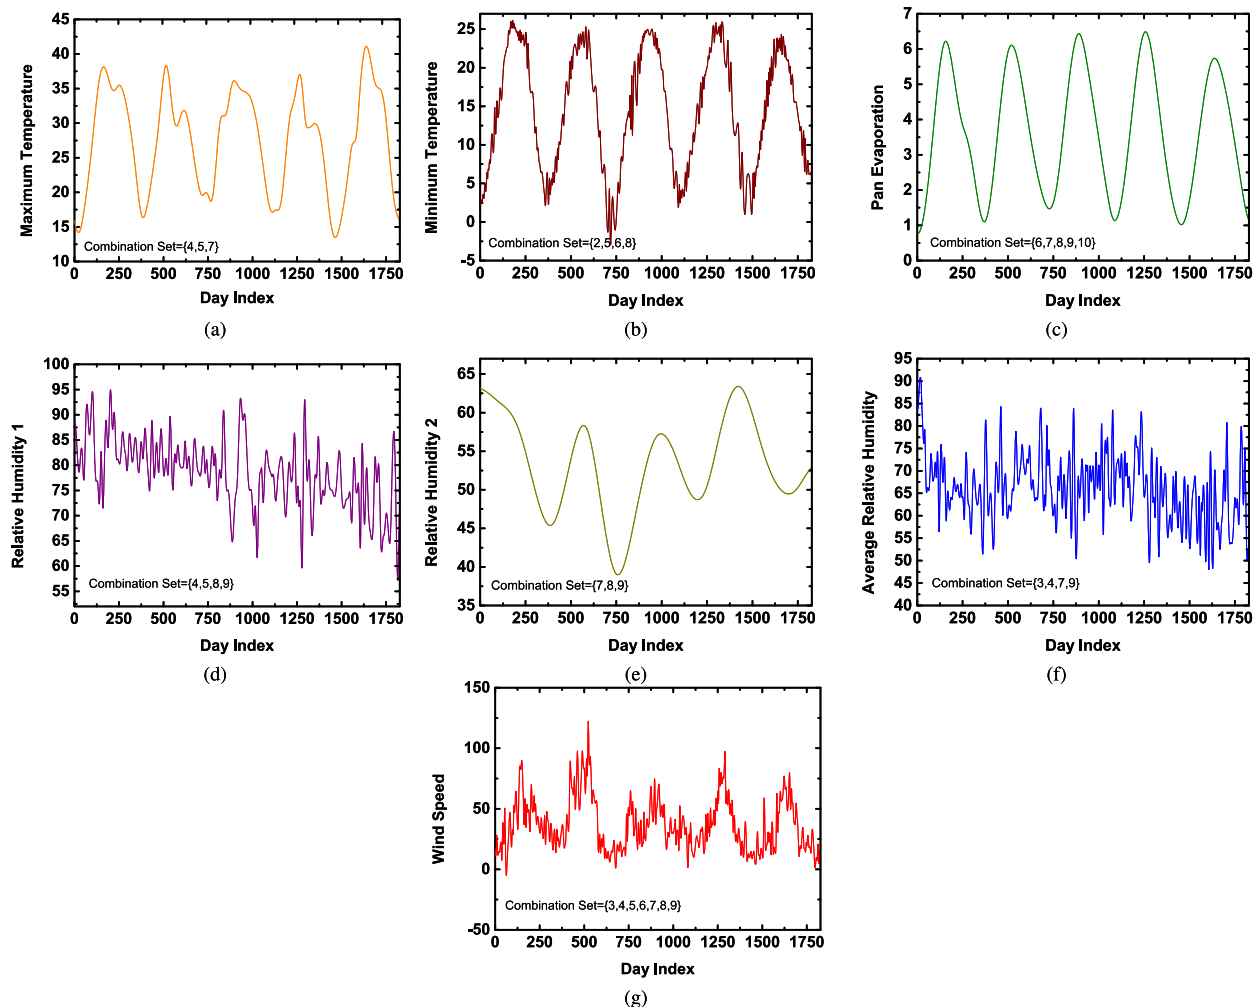 45
40
35
30
25
20
15
10
Maximum Temperature
Combination Set={4,5,7}
0 250 500 750 1000 1250 1500 1750
Day Index
(a)
25
20
15
10
5
0
-5
Minimum Temperature
Combination Set={2,5,6,8}
0 250 500 750 1000 1250 1500 1750
Day Index
(b)
7
6
5
4
3
2
1
0
Pan Evaporation
Combination Set={6,7,8,9,10}
0 250 500 750 1000 1250 1500 1750
Day Index
(c)
100
95
90
85
80
75
70
65
60
55
Relative Humidity 1
Combination Set={4,5,8,9}
0 250 500 750 1000 1250 1500 1750
Day Index
(d)
65
60
55
50
45
40
35
Relative Humidity 2
Combination Set={7,8,9}
0 250 500 750 1000 1250 1500 1750
Day Index
(e)
95
90
85
80
75
70
65
60
55
50
45
40
Average Relative Humidity
Combination Set={3,4,7,9}
0 250 500 750 1000 1250 1500 1750
Day Index
(f)
150
100
50
0
-50
Wind Speed
Combination Set={3,4,5,6,7,8,9}
0 250 500 750 1000 1250 1500 1750
Day Index
(g)